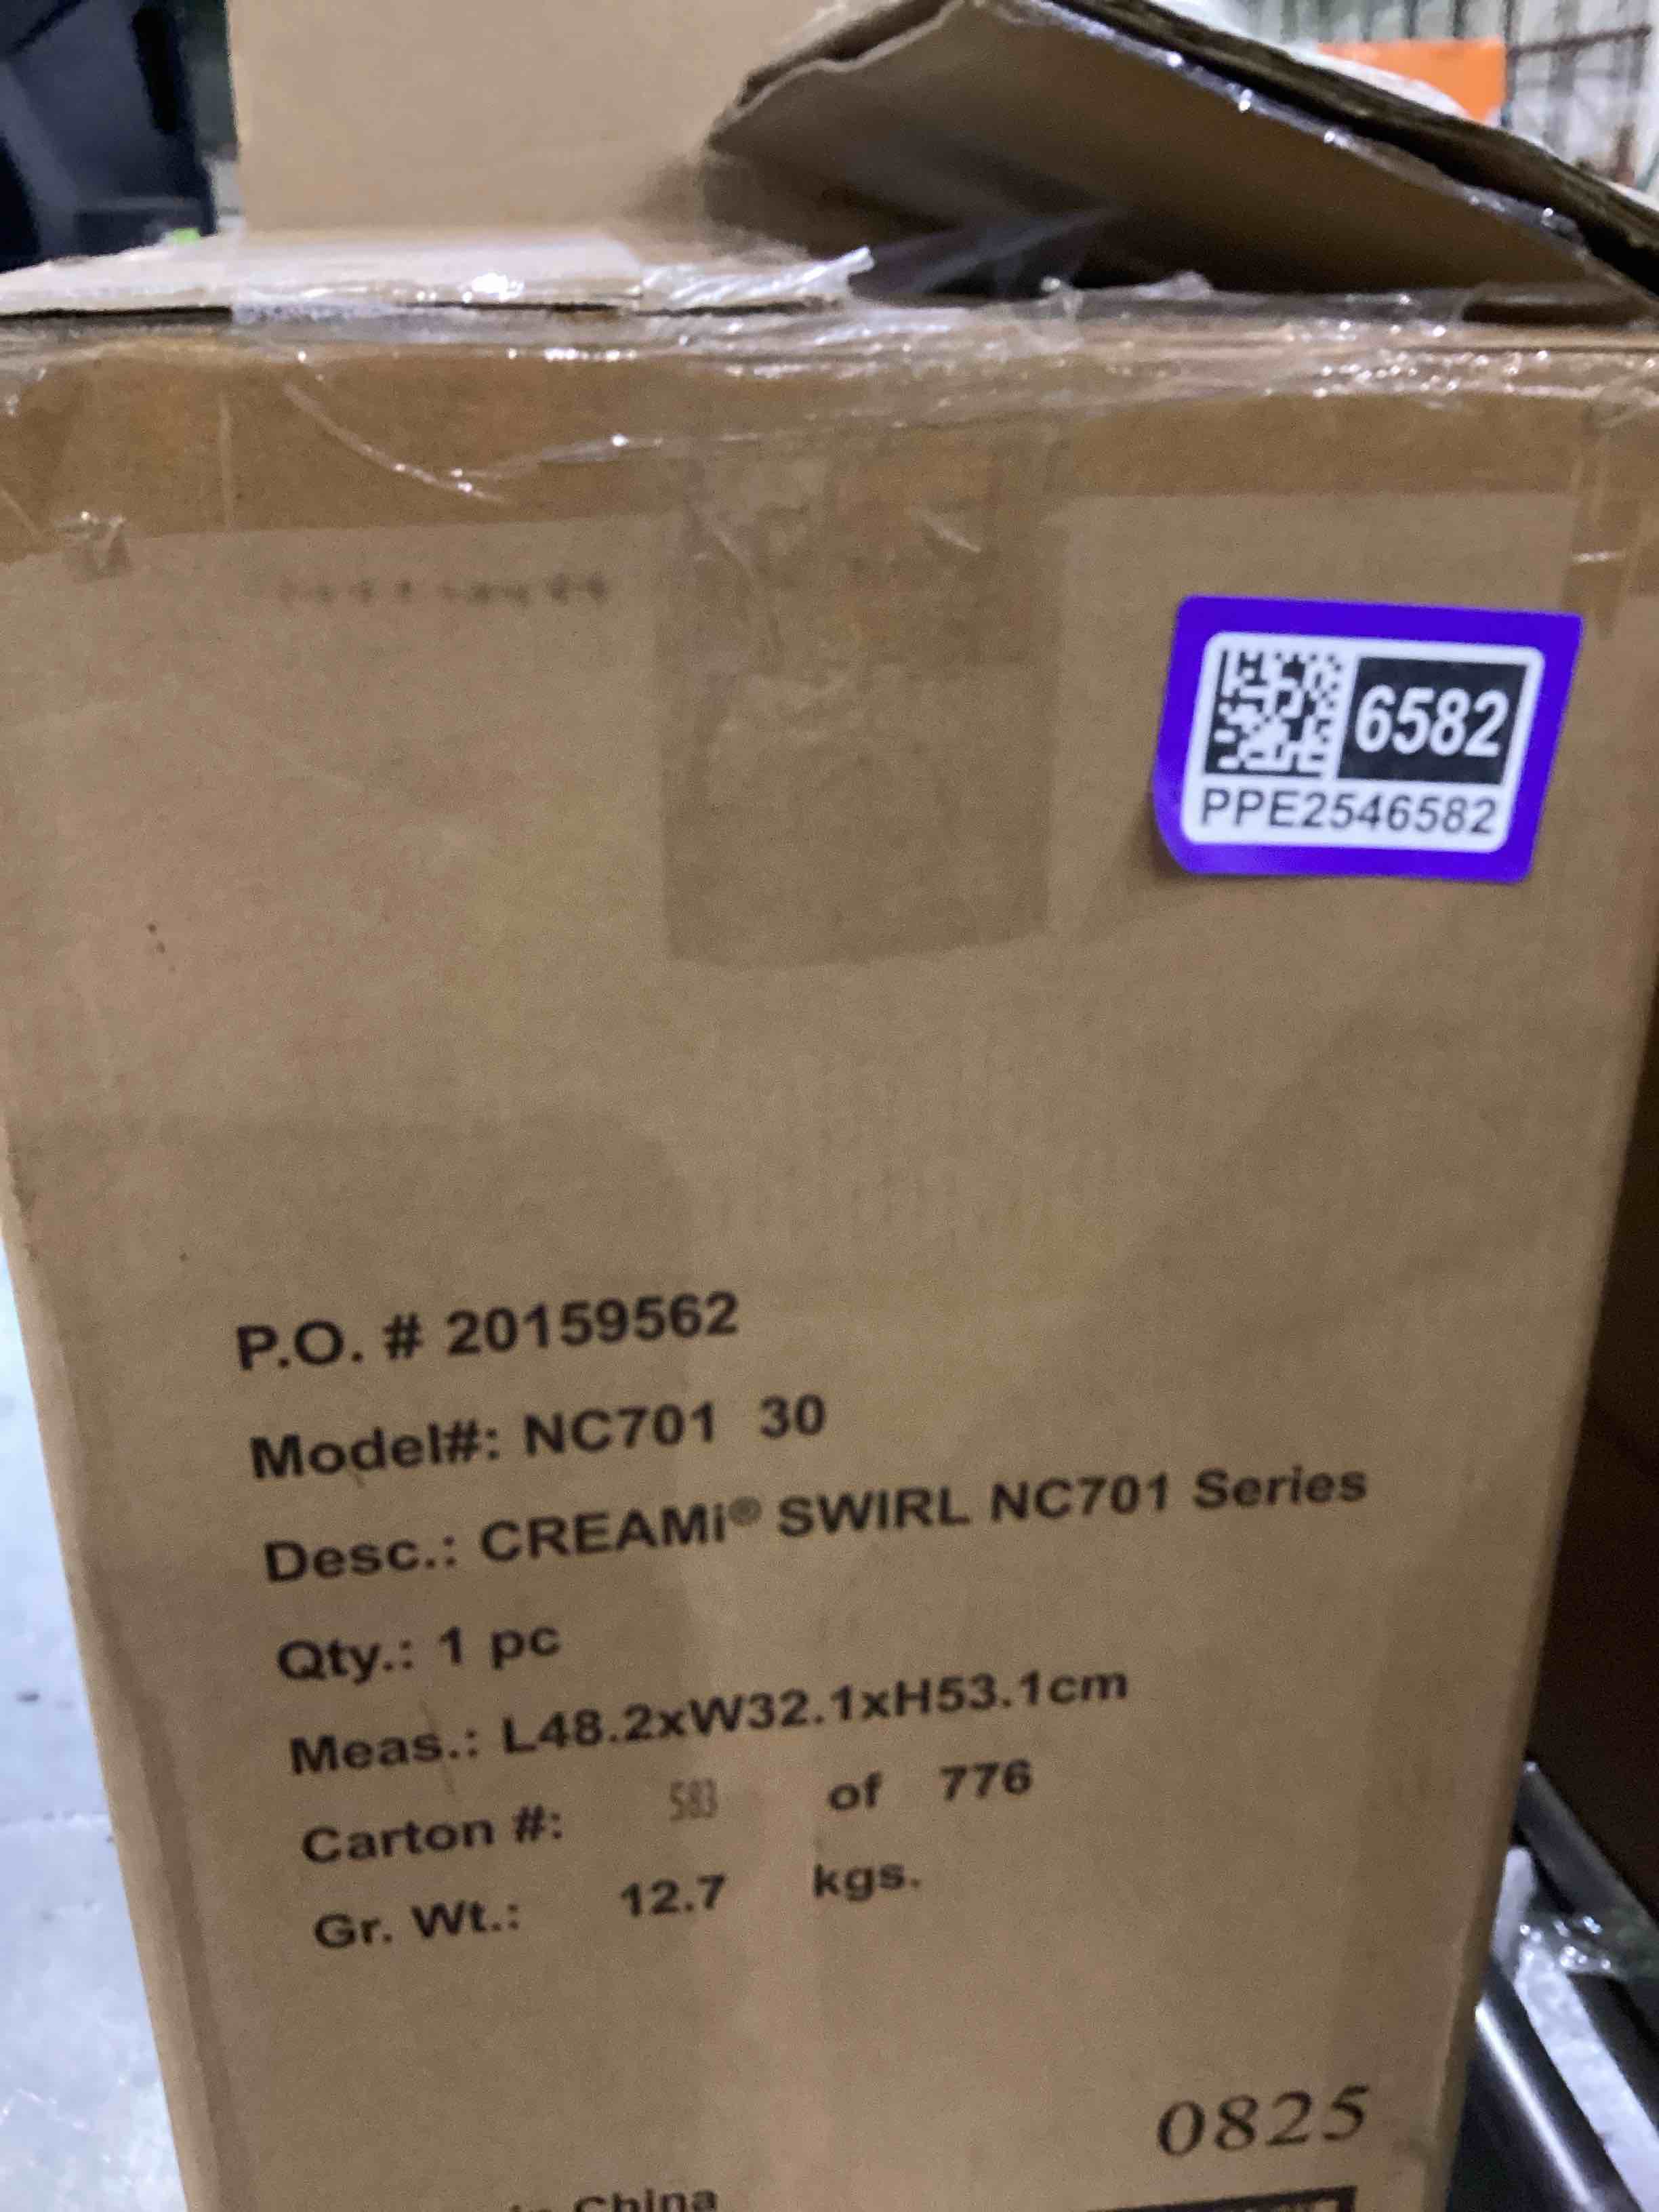 6582
PPE2546582
P.O. # 20159562
Model#: NC701 30
Desc.: CREAMi® SWIRL NC701 Series
Qty.: 1 pc
Meas.: L48.2xW32.1xH53.1cm
Carton #: 583 of 776
Gr. Wt.: 12.7 kgs.
0825
China